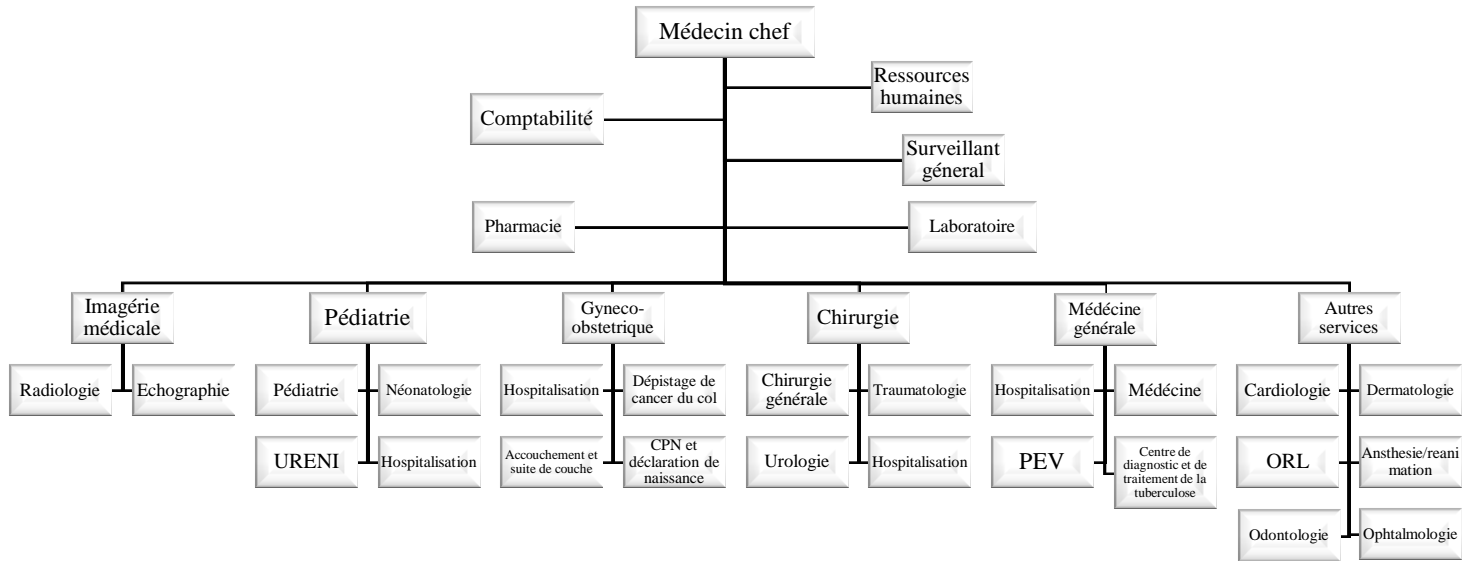 Médecin chef
Ressources
humaines
Comptabilité
Surveillant
géneral
Pharmacie
Laboratoire
Imagérie
médicale
Pédiatrie
Gyneco-
obstetrique
Chirurgie
Médécine
générale
Autres
services
Radiologie
Echographie
Pédiatrie
Néonatologie
Hospitalisation
Dépistage de
cancer du col
Chirurgie
générale
Traumatologie
Hospitalisation
Médécine
Cardiologie
Dermatologie
URENI
Hospitalisation
Accouchement et
suite de couche
CPN et
déclaration de
naissance
Urologie
Hospitalisation
PEV
Centre de
diagnostic et de
traitement de la
tuberculose
ORL
Ansthesie/reani
mation
Odontologie
Ophtalmologie